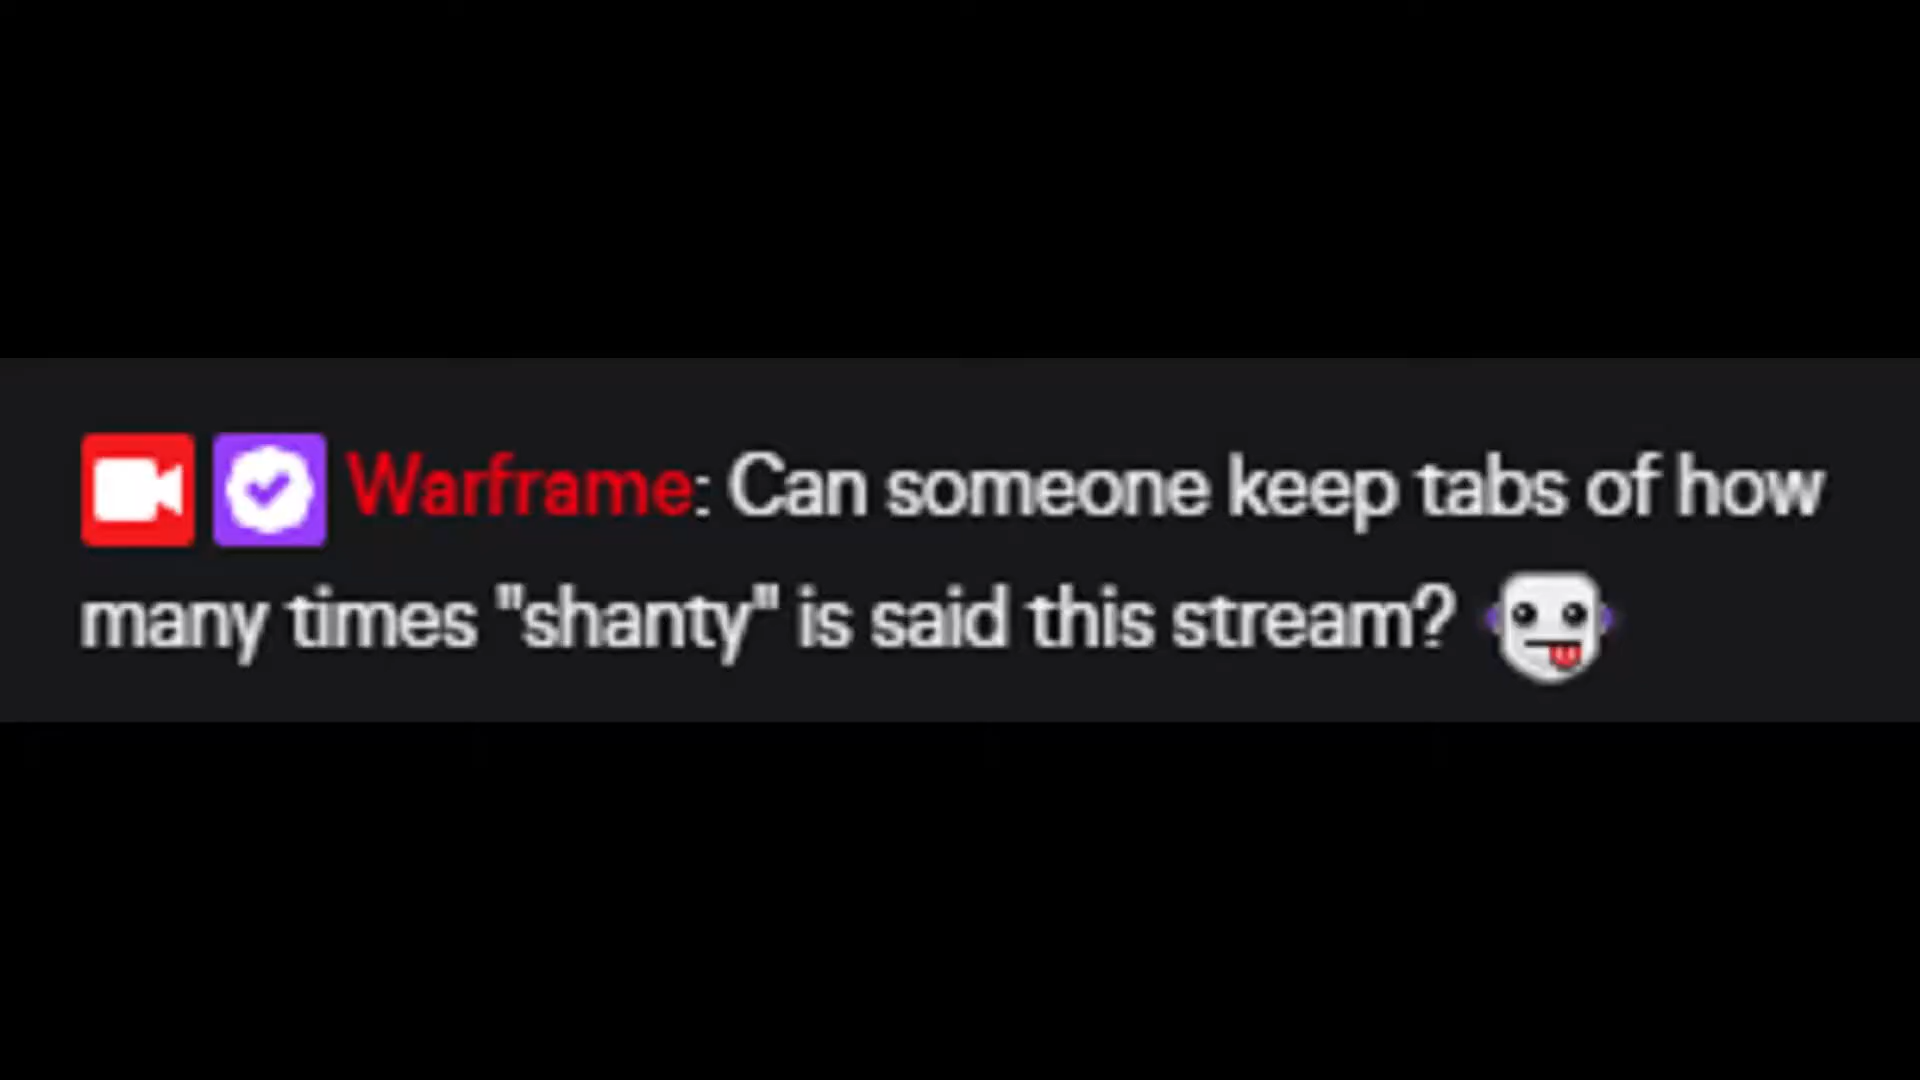 Warframe: Can someone keep tabs of how
many times "shanty" is said this stream?